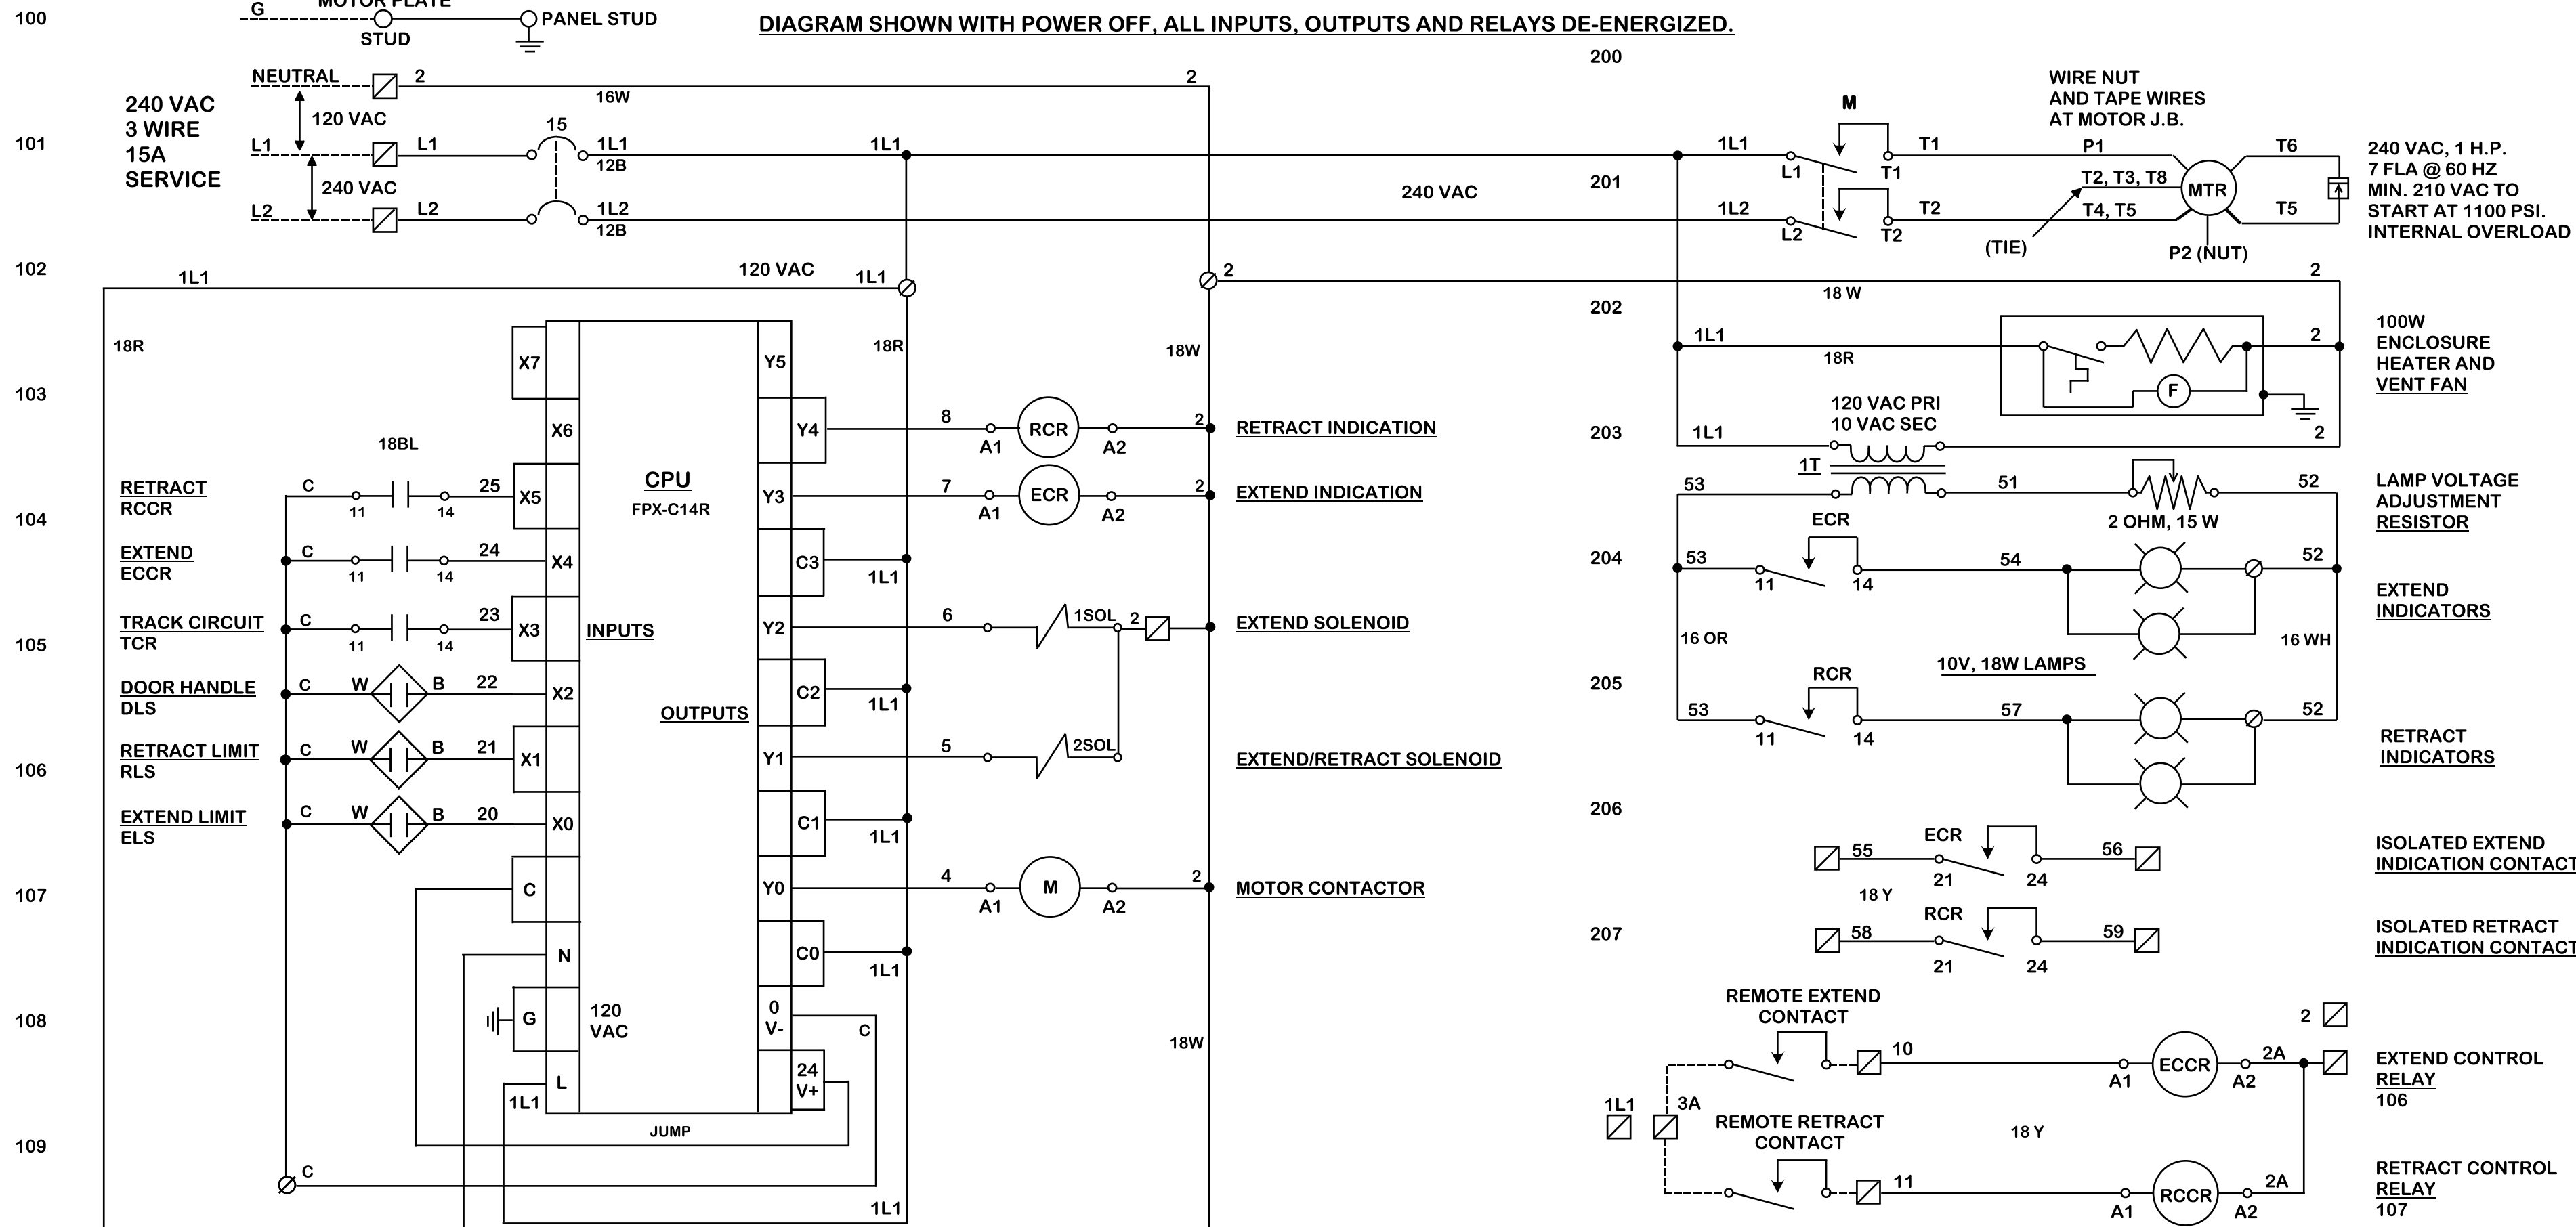 100
G
MOTOR PLATE
STUD
PANEL STUD
DIAGRAM SHOWN WITH POWER OFF, ALL INPUTS, OUTPUTS AND RELAYS DE-ENERGIZED.
NEUTRAL
2
16W
2
240 VAC
3 WIRE
15A
SERVICE
120 VAC
101
L1
L1
15
1L1
12B
1L1
240 VAC
L2
L2
1L2
12B
240 VAC
102
1L1
120 VAC
1L1
2
18R
18R
18W
103
104
105
106
107
108
109
X7
X6
X5
X4
X3
X2
X1
X0
C
N
G
L
1L1
CPU
FPX-C14R
INPUTS
OUTPUTS
120
VAC
Y5
Y4
Y3
C3
Y2
C2
Y1
C1
Y0
C0
0
V-
24
V+
C
JUMP
18BL
RETRACT
RCCR
C
11
14
25
EXTEND
ECCR
C
11
14
24
TRACK CIRCUIT
TCR
C
11
14
23
DOOR HANDLE
DLS
C
W
B
22
RETRACT LIMIT
RLS
C
W
B
21
EXTEND LIMIT
ELS
C
W
B
20
C
1L1
8
A1
RCR
A2
2
RETRACT INDICATION
7
A1
ECR
A2
2
EXTEND INDICATION
1L1
6
1SOL
2
EXTEND SOLENOID
1L1
5
2SOL
EXTEND/RETRACT SOLENOID
1L1
4
A1
M
A2
2
MOTOR CONTACTOR
1L1
18W
200
M
WIRE NUT
AND TAPE WIRES
AT MOTOR J.B.
1L1
L1
T1
T1
P1
T6
201
T2, T3, T8
MTR
1L2
L2
T2
T2
T4, T5
T5
(TIE)
P2 (NUT)
240 VAC, 1 H.P.
7 FLA @ 60 HZ
MIN. 210 VAC TO
START AT 1100 PSI.
INTERNAL OVERLOAD
2
18 W
202
1L1
18R
F
2
100W
ENCLOSURE
HEATER AND
VENT FAN
120 VAC PRI
10 VAC SEC
203
1L1
2
1T
53
51
52
2 OHM, 15 W
LAMP VOLTAGE
ADJUSTMENT
RESISTOR
ECR
204
53
11
14
54
52
EXTEND
INDICATORS
16 OR
16 WH
10V, 18W LAMPS
205
RCR
53
11
14
57
52
RETRACT
INDICATORS
206
ECR
55
21
24
56
ISOLATED EXTEND
INDICATION CONTACT
18 Y
207
RCR
58
21
24
59
ISOLATED RETRACT
INDICATION CONTACT
REMOTE EXTEND
CONTACT
2
10
A1
ECCR
A2
2A
EXTEND CONTROL
RELAY
106
1L1
3A
REMOTE RETRACT
CONTACT
18 Y
11
A1
RCCR
A2
2A
RETRACT CONTROL
RELAY
107